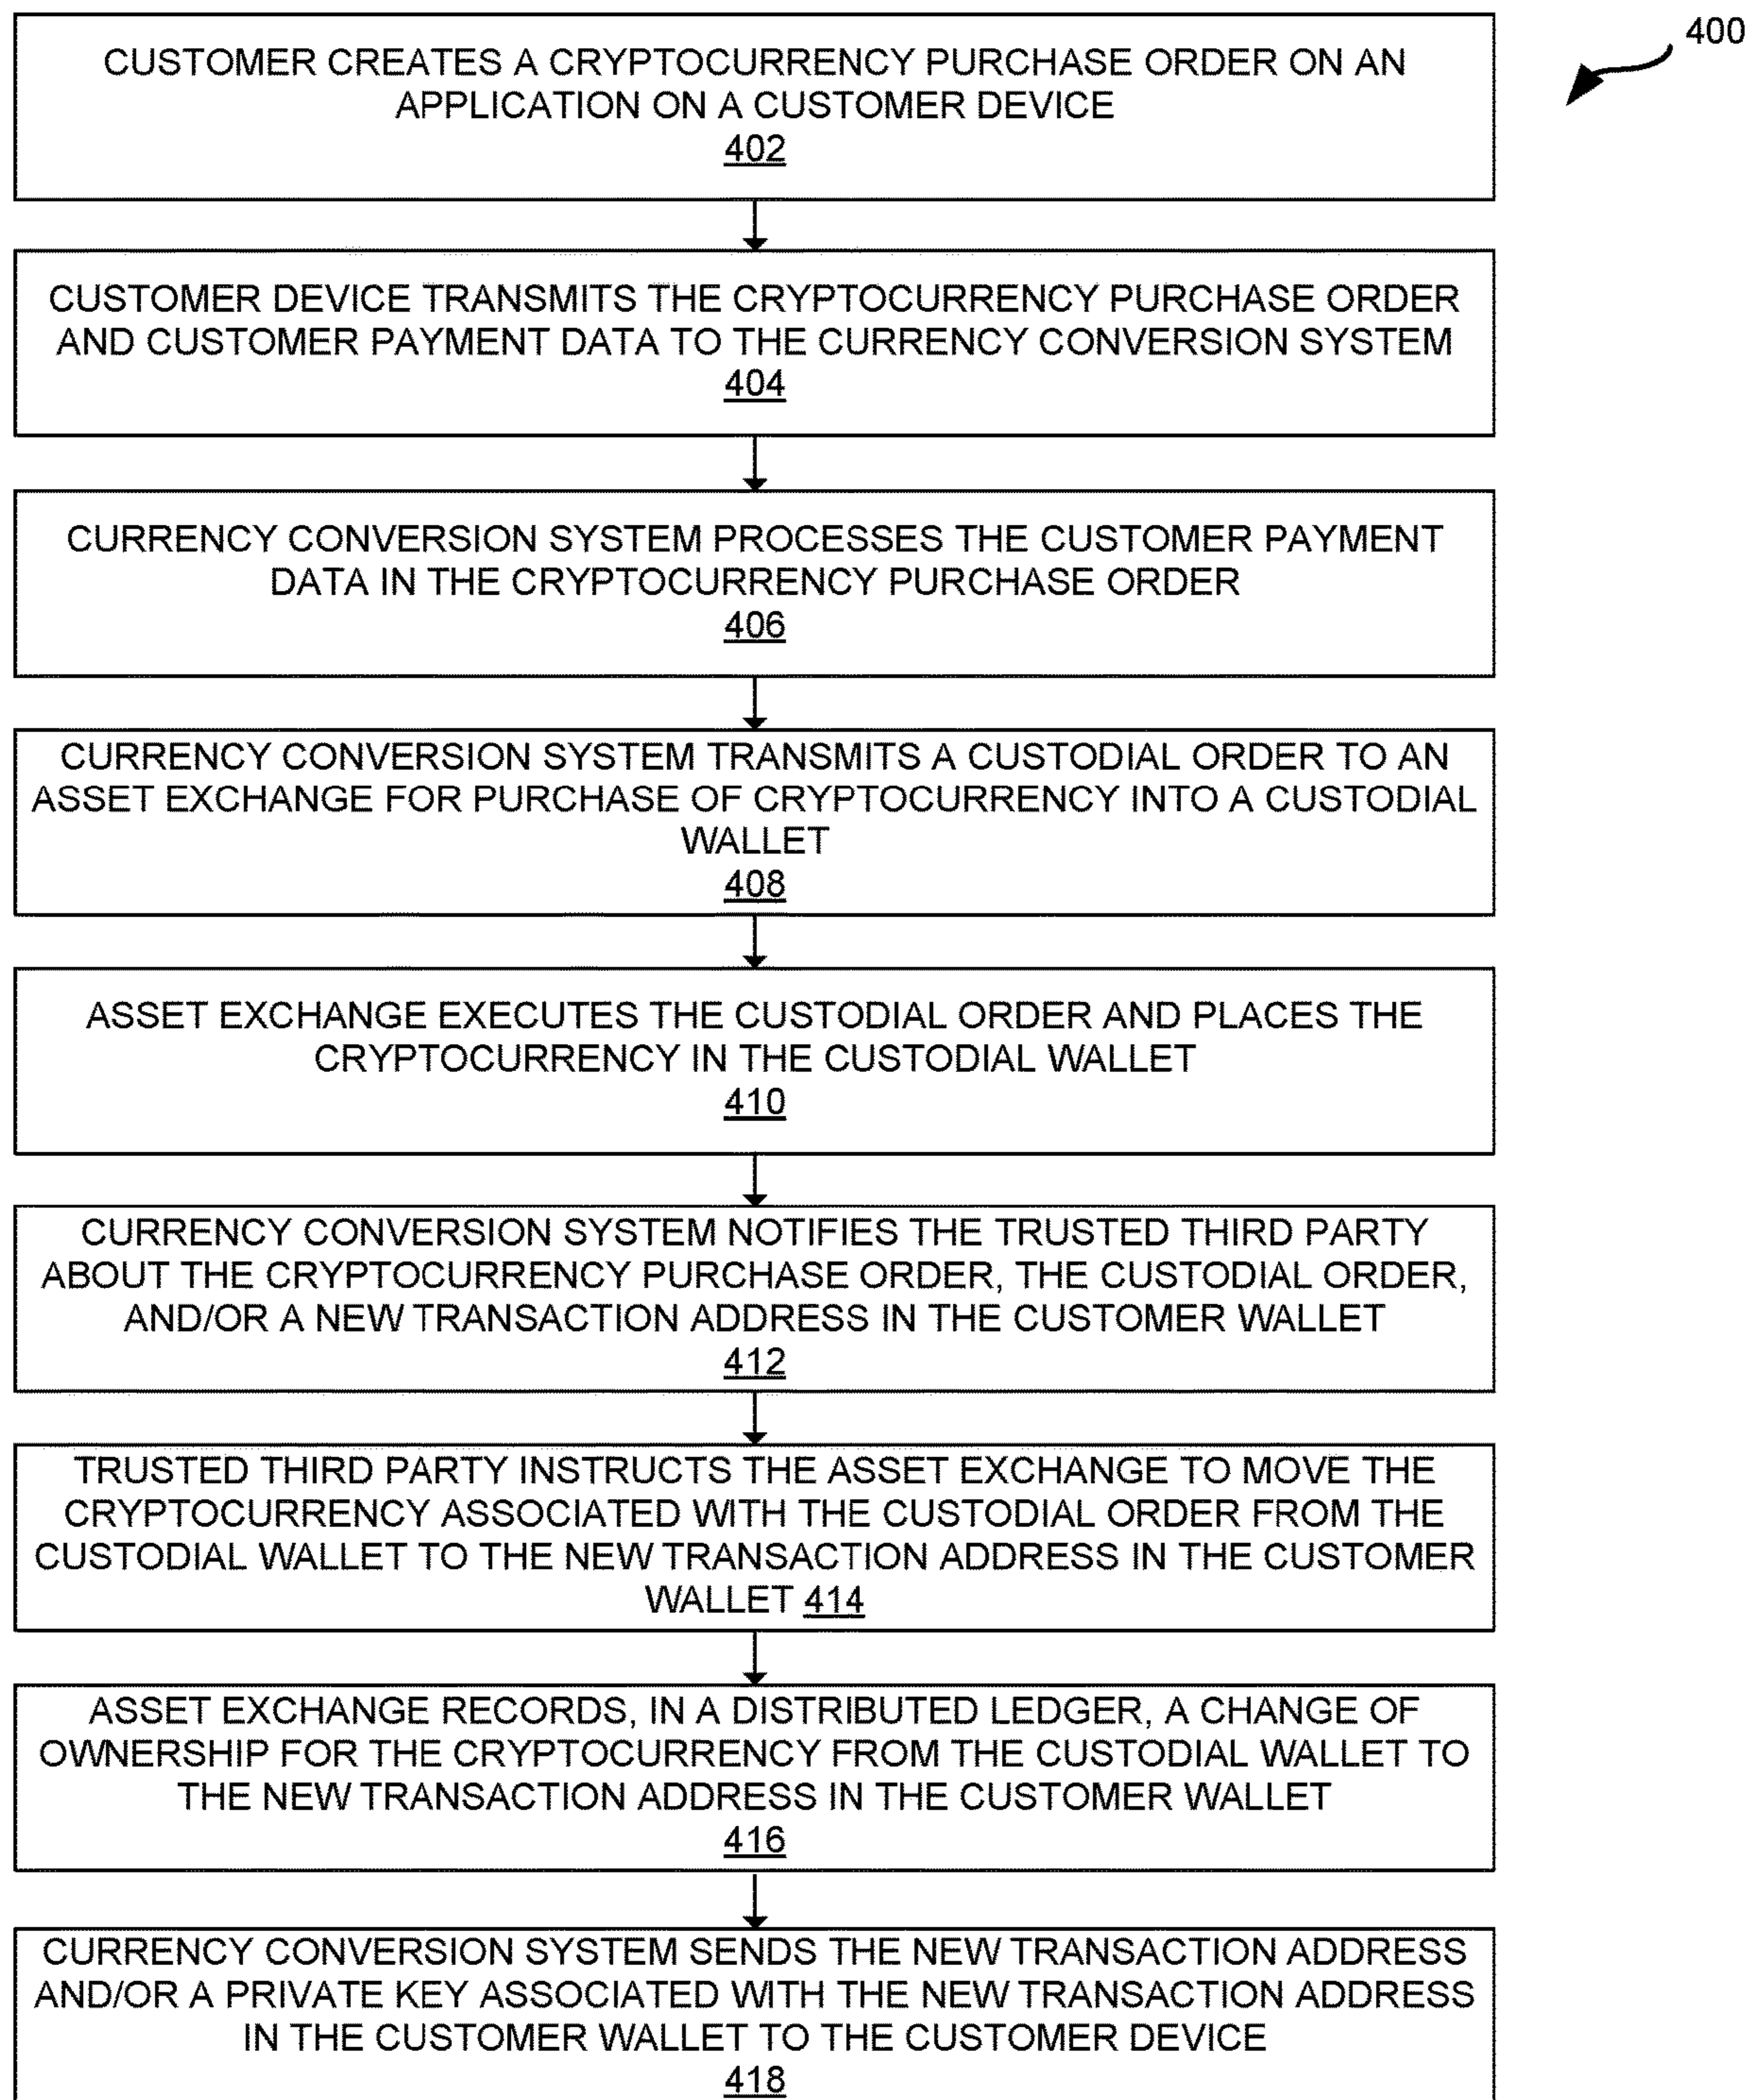 400
CUSTOMER CREATES A CRYPTOCURRENCY PURCHASE ORDER ON AN
APPLICATION ON A CUSTOMER DEVICE
402
CUSTOMER DEVICE TRANSMITS THE CRYPTOCURRENCY PURCHASE ORDER
AND CUSTOMER PAYMENT DATA TO THE CURRENCY CONVERSION SYSTEM
404
CURRENCY CONVERSION SYSTEM PROCESSES THE CUSTOMER PAYMENT
DATA IN THE CRYPTOCURRENCY PURCHASE ORDER
406
CURRENCY CONVERSION SYSTEM TRANSMITS A CUSTODIAL ORDER TO AN
ASSET EXCHANGE FOR PURCHASE OF CRYPTOCURRENCY INTO A CUSTODIAL
WALLET
408
ASSET EXCHANGE EXECUTES THE CUSTODIAL ORDER AND PLACES THE
CRYPTOCURRENCY IN THE CUSTODIAL WALLET
410
CURRENCY CONVERSION SYSTEM NOTIFIES THE TRUSTED THIRD PARTY
ABOUT THE CRYPTOCURRENCY PURCHASE ORDER, THE CUSTODIAL ORDER,
AND/OR A NEW TRANSACTION ADDRESS IN THE CUSTOMER WALLET
412
TRUSTED THIRD PARTY INSTRUCTS THE ASSET EXCHANGE TO MOVE THE
CRYPTOCURRENCY ASSOCIATED WITH THE CUSTODIAL ORDER FROM THE
CUSTODIAL WALLET TO THE NEW TRANSACTION ADDRESS IN THE CUSTOMER
WALLET 414
ASSET EXCHANGE RECORDS, IN A DISTRIBUTED LEDGER, A CHANGE OF
OWNERSHIP FOR THE CRYPTOCURRENCY FROM THE CUSTODIAL WALLET TO
THE NEW TRANSACTION ADDRESS IN THE CUSTOMER WALLET
416
CURRENCY CONVERSION SYSTEM SENDS THE NEW TRANSACTION ADDRESS
AND/OR A PRIVATE KEY ASSOCIATED WITH THE NEW TRANSACTION ADDRESS
IN THE CUSTOMER WALLET TO THE CUSTOMER DEVICE
418